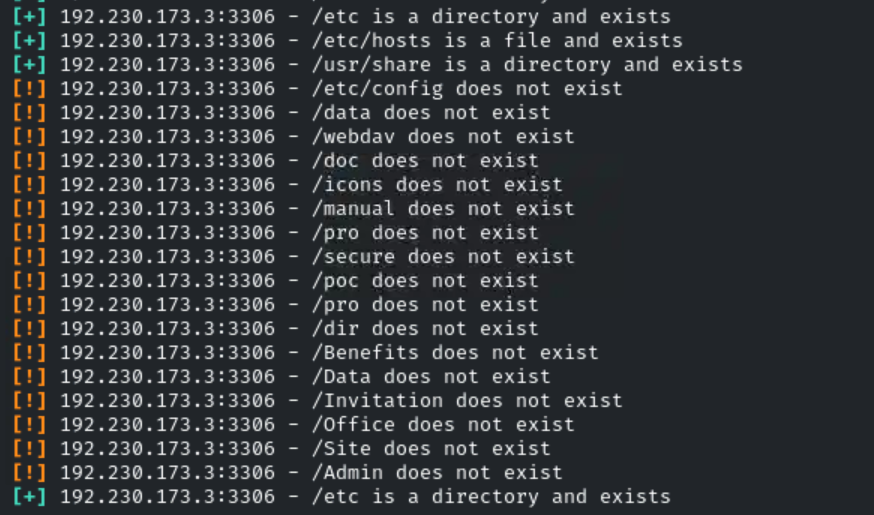 [+] 192.230.173.3:3306 - /etc is a directory and exists
[+] 192.230.173.3:3306 - /etc/hosts is a file and exists
[+] 192.230.173.3:3306 - /usr/share is a directory and exists
[!] 192.230.173.3:3306 - /etc/config does not exist
[!] 192.230.173.3:3306 - /data does not exist
[!] 192.230.173.3:3306 - /webdav does not exist
[!] 192.230.173.3:3306 - /doc does not exist
[!] 192.230.173.3:3306 - /icons does not exist
[!] 192.230.173.3:3306 - /manual does not exist
[!] 192.230.173.3:3306 - /pro does not exist
[!] 192.230.173.3:3306 - /secure does not exist
[!] 192.230.173.3:3306 - /poc does not exist
[!] 192.230.173.3:3306 - /pro does not exist
[!] 192.230.173.3:3306 - /dir does not exist
[!] 192.230.173.3:3306 - /Benefits does not exist
[!] 192.230.173.3:3306 - /Data does not exist
[!] 192.230.173.3:3306 - /Invitation does not exist
[!] 192.230.173.3:3306 - /Office does not exist
[!] 192.230.173.3:3306 - /Site does not exist
[!] 192.230.173.3:3306 - /Admin does not exist
[+] 192.230.173.3:3306 - /etc is a directory and exists